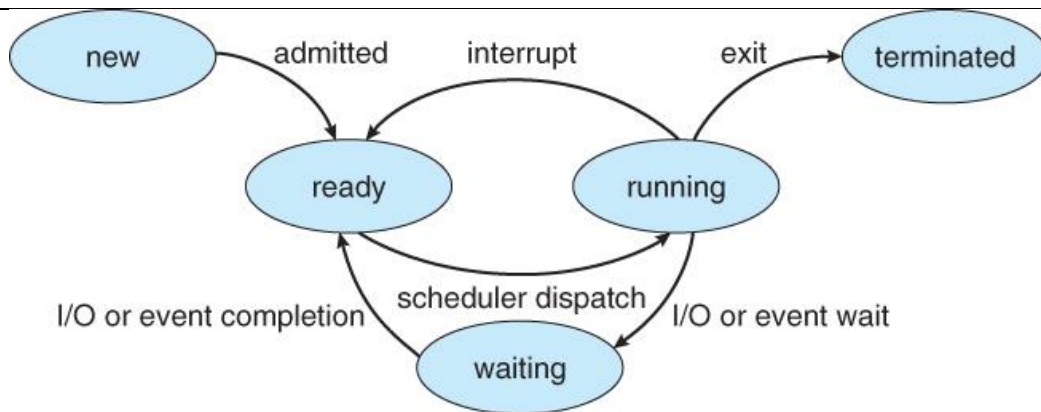 new
admitted
interrupt
exit
terminated
ready
running
scheduler dispatch
I/O or event completion
I/O or event wait
waiting